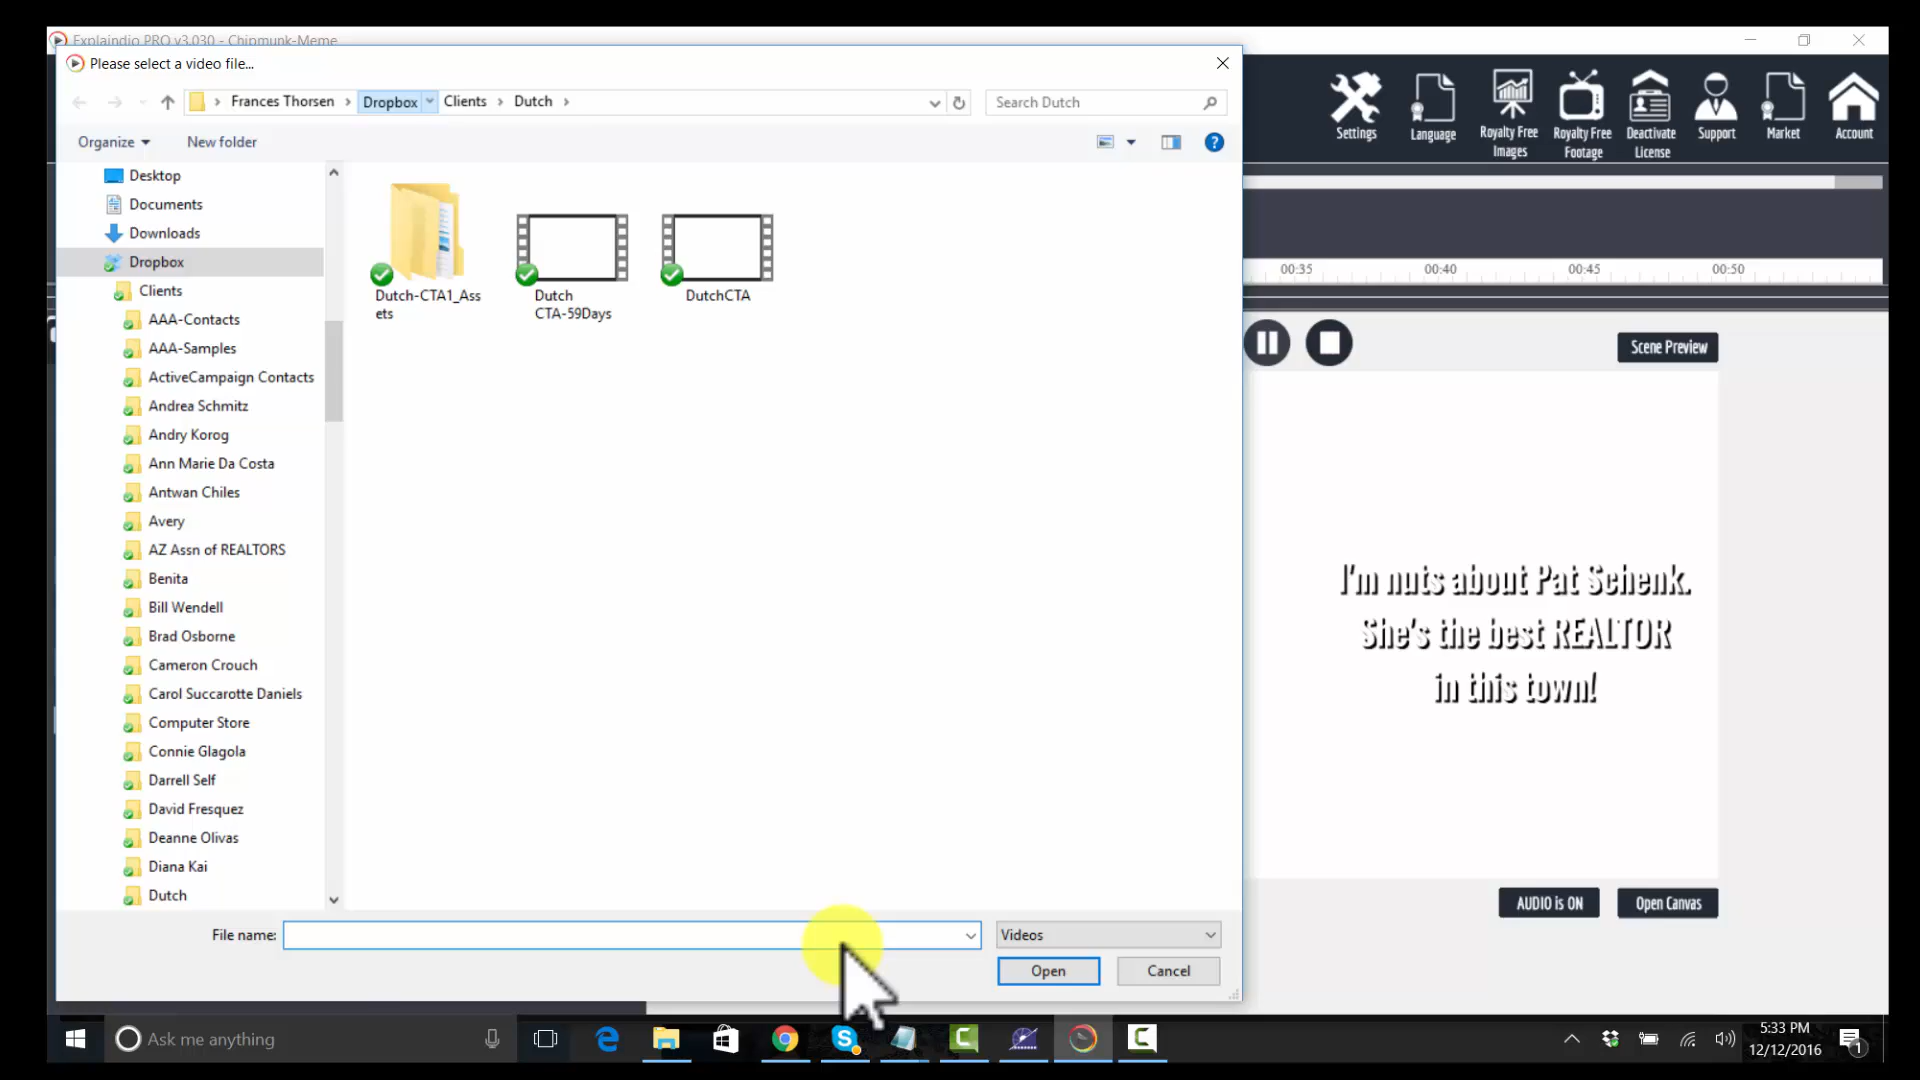 Explaindio PRO v3.030 - Chipmunk-Meme
Please select a video file...
Frances Thorsen
Dropbox
Clients
Dutch
Search Dutch
Organize
New folder
Settings
Language
Royalty Free
Images
Royalty Free
Footage
Deactivate
License
Support
Market
Account
Desktop
Documents
Downloads
Dropbox
Clients
AAA-Contacts
AAA-Samples
ActiveCampaign Contacts
Andrea Schmitz
Andry Korog
Ann Marie Da Costa
Antwan Chiles
Avery
AZ Assn of REALTORS
Benita
Bill Wendell
Brad Osborne
Cameron Crouch
Carol Succarotte Daniels
Computer Store
Connie Glagola
Darrell Self
David Fresquez
Deanne Olivas
Diana Kai
Dutch
Dutch-CTA1_Ass
ets
Dutch
CTA-59Days
DutchCTA
00:35
00:40
00:45
00:50
Scene Preview
I'm nuts about Pat Schenk.
She's the best REALTOR
in this town!
AUDIO is ON
Open Canvas
File name:
Videos
Open
Cancel
Ask me anything
5:33 PM
12/12/2016
1